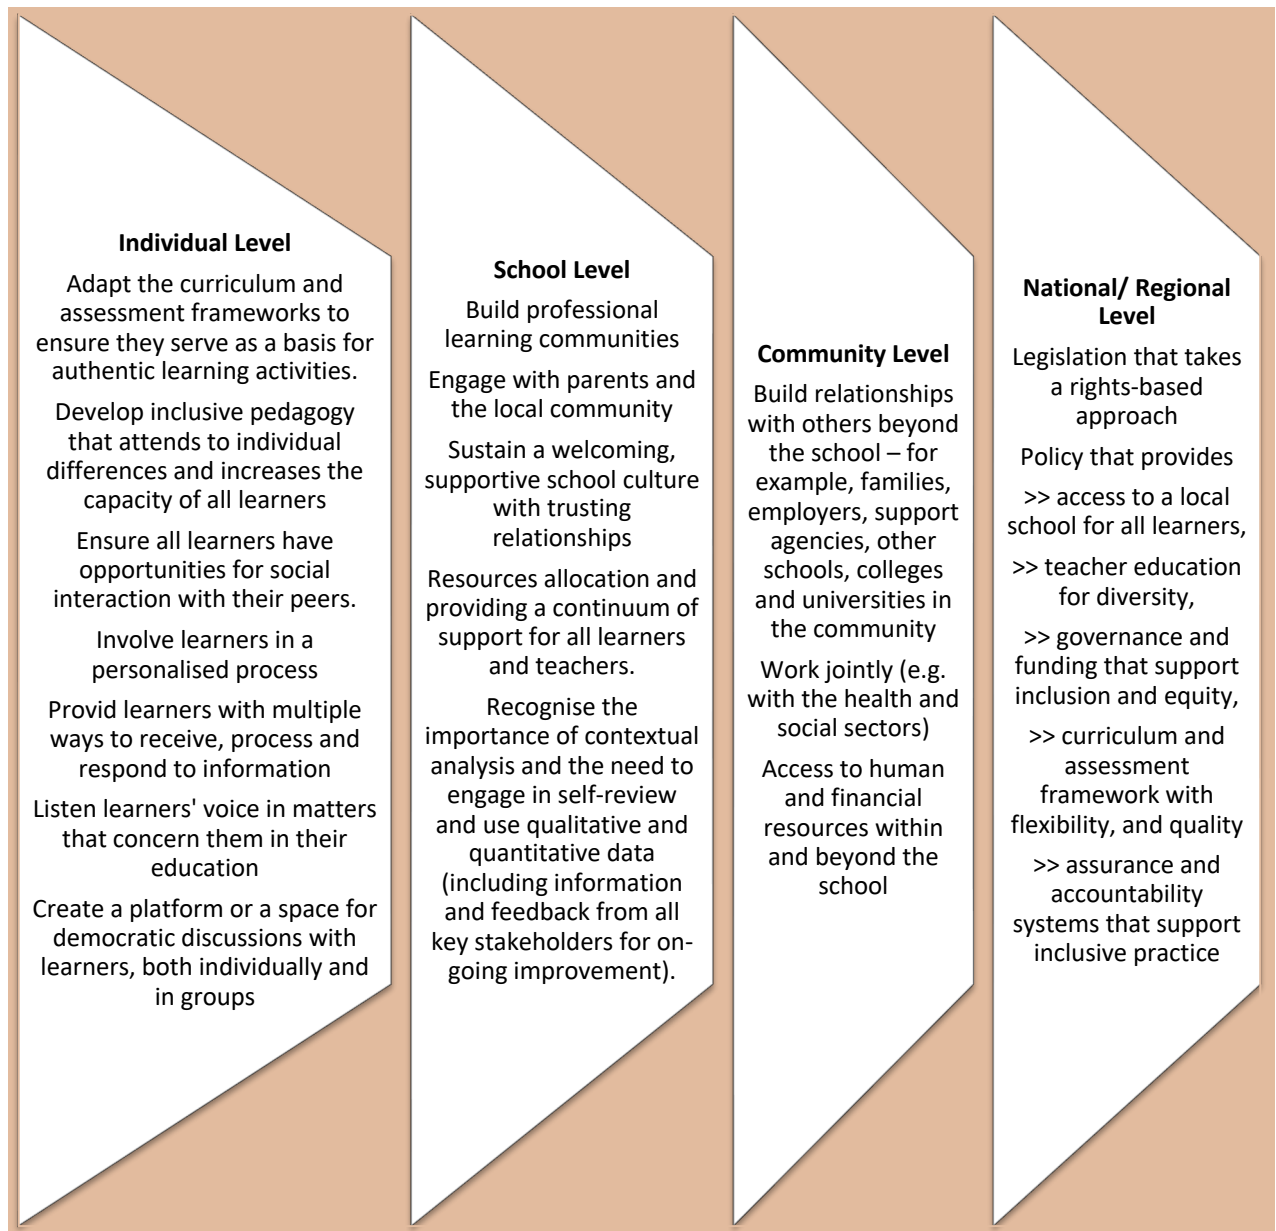 Individual Level
Adapt the curriculum and
assessment frameworks to
ensure they serve as a basis for
authentic learning activities.
Develop inclusive pedagogy
that attends to individual
differences and increases the
capacity of all learners
Ensure all learners have
opportunities for social
interaction with their peers.
Involve learners in a
personalised process
Provid learners with multiple
ways to receive, process and
respond to information
Listen learners' voice in matters
that concern them in their
education
Create a platform or a space for
democratic discussions with
learners, both individually and
in groups
School Level
Build professional
learning communities
Engage with parents and
the local community
Sustain a welcoming,
supportive school culture
with trusting
relationships
Resources allocation and
providing a continuum of
support for all learners
and teachers.
Recognise the
importance of contextual
analysis and the need to
engage in self-review
and use qualitative and
quantitative data
(including information
and feedback from all
key stakeholders for on-
going improvement).
Community Level
Build relationships
with others beyond
the school – for
example, families,
employers, support
agencies, other
schools, colleges
and universities in
the community
Work jointly (e.g.
with the health and
social sectors)
Access to human
and financial
resources within
and beyond the
school
National/ Regional
Level
Legislation that takes
a rights-based
approach
Policy that provides
>> access to a local
school for all learners,
>> teacher education
for diversity,
>> governance and
funding that support
inclusion and equity,
>> curriculum and
assessment
framework with
flexibility, and quality
>> assurance and
accountability
systems that support
inclusive practice